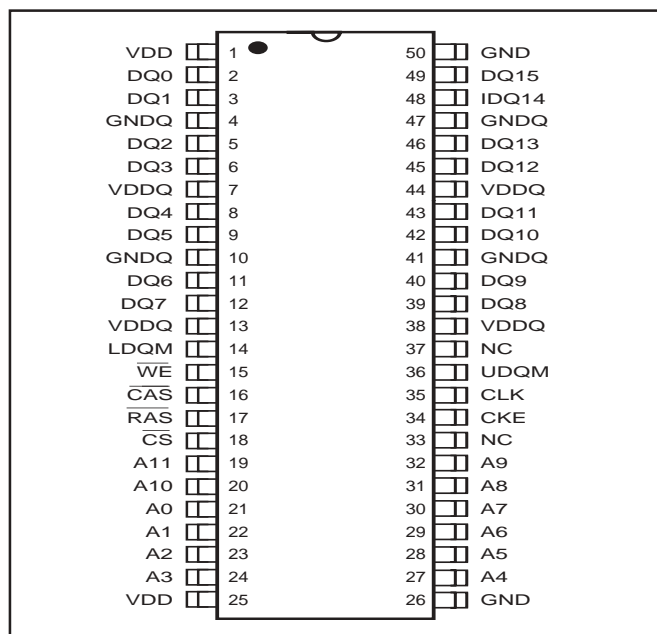 VDD 1 50 GND
DQ0 2 49 DQ15
DQ1 3 48 IDQ14
GNDQ 4 47 GNDQ
DQ2 5 46 DQ13
DQ3 6 45 DQ12
VDDQ 7 44 VDDQ
DQ4 8 43 DQ11
DQ5 9 42 DQ10
GNDQ 10 41 GNDQ
DQ6 11 40 DQ9
DQ7 12 39 DQ8
VDDQ 13 38 VDDQ
LDQM 14 37 NC
W̅E̅ 15 36 UDQM
C̅A̅S̅ 16 35 CLK
R̅A̅S̅ 17 34 CKE
C̅S̅ 18 33 NC
A11 19 32 A9
A10 20 31 A8
A0 21 30 A7
A1 22 29 A6
A2 23 28 A5
A3 24 27 A4
VDD 25 26 GND